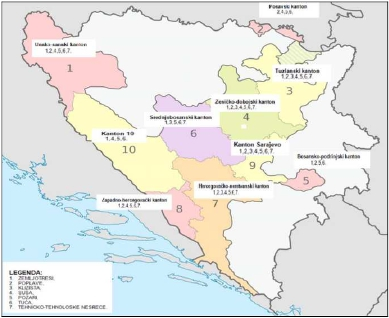 Posavski kanton
2,4,5,6.
2
Unsko-sanski kanton
1,2,4,5,6,7.
1
Tuzlanski kanton
1,2,3,4,5,6,7
3
Zeničko-dobojski kanton
1,2,3,4,5,6,7
4
Srednjobosanski kanton
1,3,5,6,7
6
Kanton 10
1,4,5,6.
10
Kanton Sarajevo
1,2,3,4,5,6,7.
9
Bosansko-podrinjski kanton
1,2,5,6.
5
Zapadno-hercegovački kanton
1,2,3,4,5,6,7.
8
Hercegovačko-neretvanski kanton
1,2,3,4,5,6,7
7
LEGENDA:
1 ZEMLJOTRESI,
2 POPLAVE,
3 KLIZIŠTA,
4 SUŠA,
5 POŽARI,
6 TUČA,
7. TEHNIČKO-TEHNOLOŠKE NESREĆE